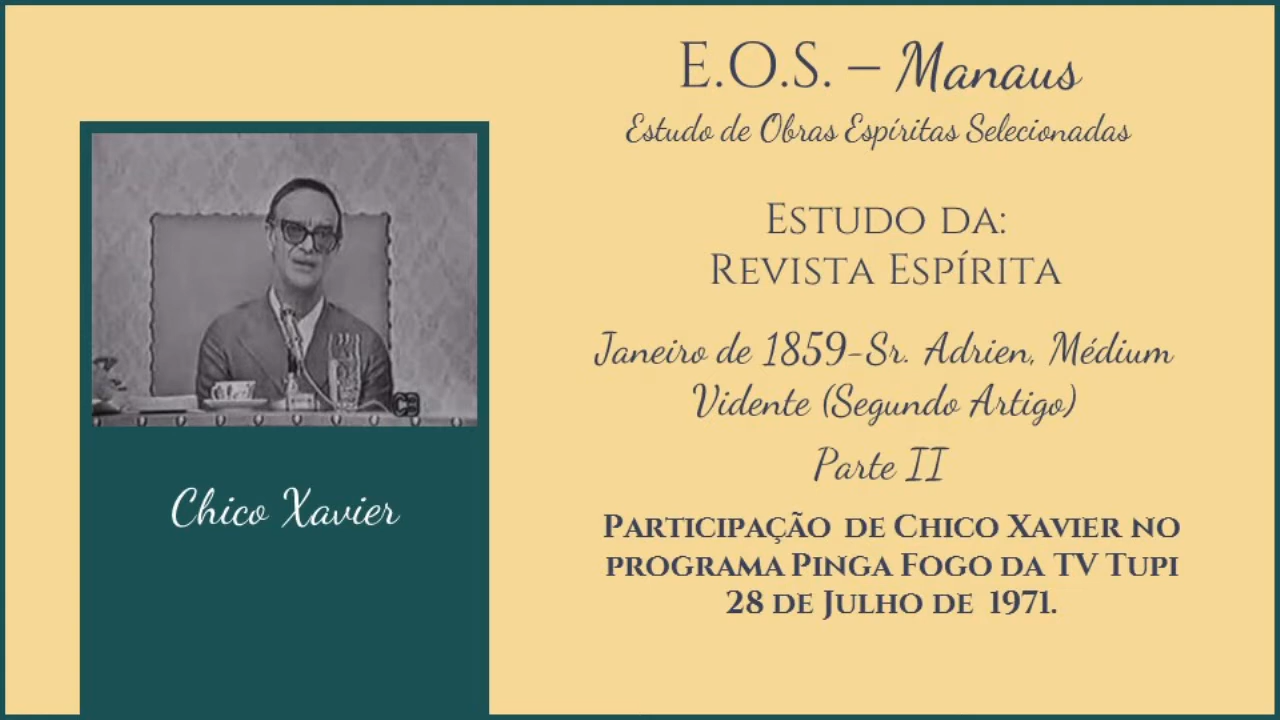 E.O.S. – Manaus
Estudo de Obras Espíritas Selecionadas
Estudo da:
Revista Espírita
Janeiro de 1859-Sr. Adrien, Médium
Vidente (Segundo Artigo)
Parte II
Participação de Chico Xavier no
programa Pinga Fogo da TV Tupi
28 de Julho de 1971.
Chico Xavier